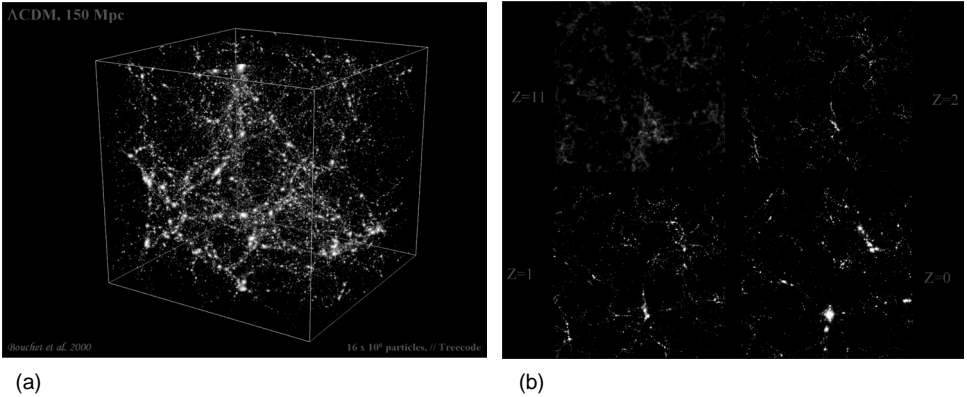 ΛCDM, 150 Mpc
Bouchet et al. 2000
16 x 10⁶ particles. // Treecode
(a)
Z=11
Z=2
Z=1
Z=0
(b)